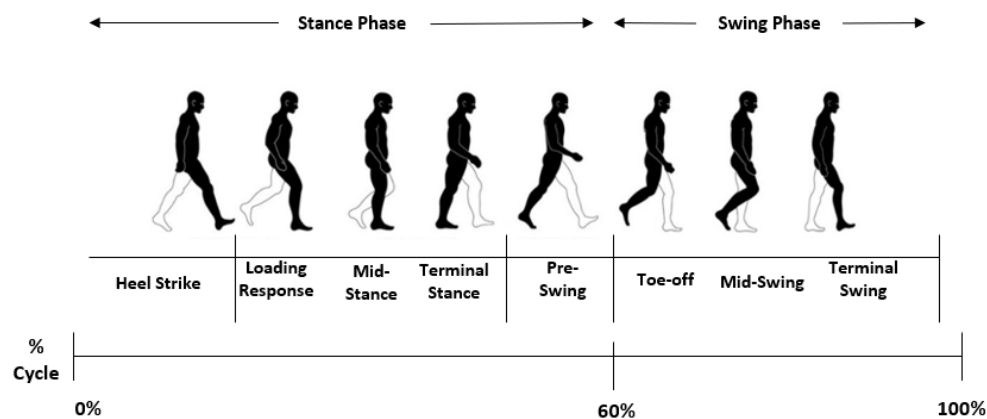 Stance Phase
Swing Phase
Heel Strike
Loading
Response
Mid-
Stance
Terminal
Stance
Pre-
Swing
Toe-off
Mid-Swing
Terminal
Swing
%
Cycle
0%
60%
100%